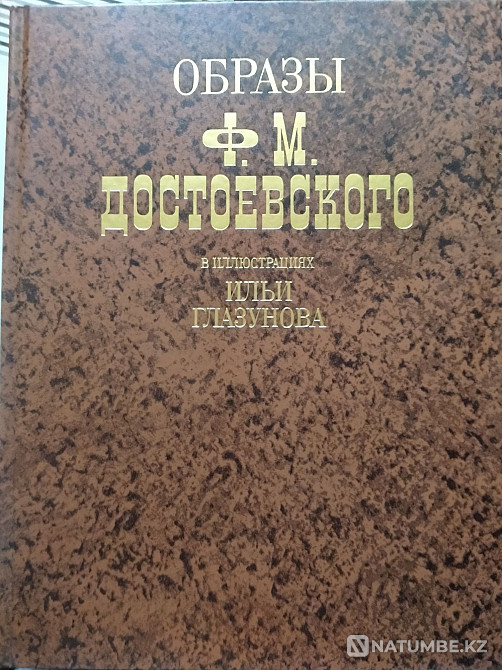 ОБРАЗЫ
Ф. М.
ДОСТОЕВСКОГО
В ИЛЛЮСТРАЦИЯХ
ИЛЬИ
ГЛАЗУНОВА
NATUMBE.KZ